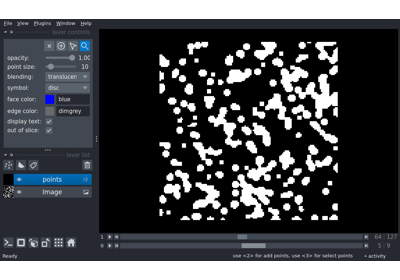 File View Plugins Window Help
layer controls
opacity: 1.00
point size: 10
blending: translucen
symbol: disc
face color: blue
edge color: dimgrey
display text:
out of slice:
layer list
points
Image
1 64 127
0 5 9
Ready use <2> for add points, use <3> for select points activity